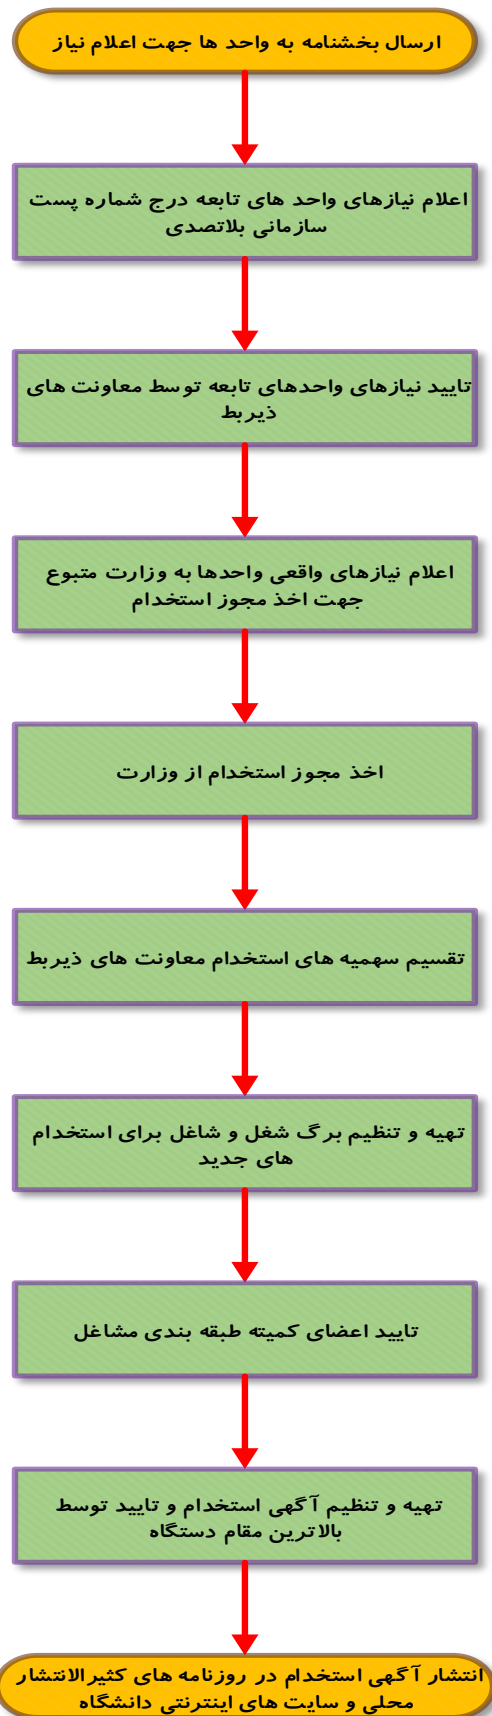 ارسال بخشنامه به واحد ها جهت اعلام نیاز
اعلام نیازهای واحد های تابعه درج شماره پست
سازمانی بلاتصدی
تایید نیازهای واحدهای تابعه توسط معاونت های
ذیربط
اعلام نیازهای واقعی واحدها به وزارت متبوع
جهت اخذ مجوز استخدام
اخذ مجوز استخدام از وزارت
تقسیم سهمیه های استخدام معاونت های ذیربط
تهیه و تنظیم برگ شغل و شاغل برای استخدام
های جدید
تایید اعضای کمیته طبقه بندی مشاغل
تهیه و تنظیم آگهی استخدام و تایید توسط
بالاترین مقام دستگاه
انتشار آگهی استخدام در روزنامه های کثیرالانتشار
محلی و سایت های اینترنتی دانشگاه